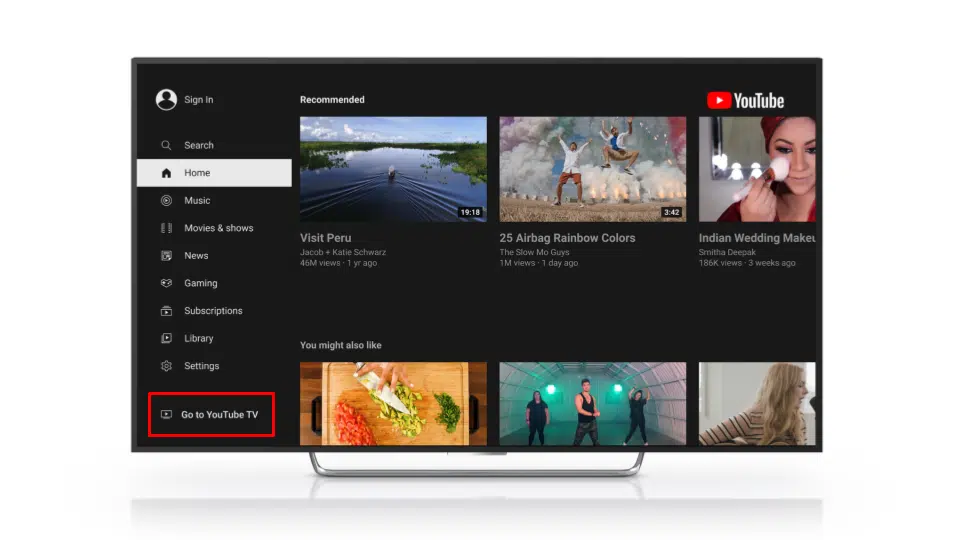 Sign In
Search
Home
Music
Movies & shows
News
Gaming
Subscriptions
Library
Settings
Go to YouTube TV
Recommended
YouTube
19:18
3:42
Visit Peru
Jacob + Katie Schwarz
46M views · 1 yr ago
25 Airbag Rainbow Colors
The Slow Mo Guys
1M views · 1 day ago
Indian Wedding Makeu
Smitha Deepak
186K views · 3 weeks ago
You might also like